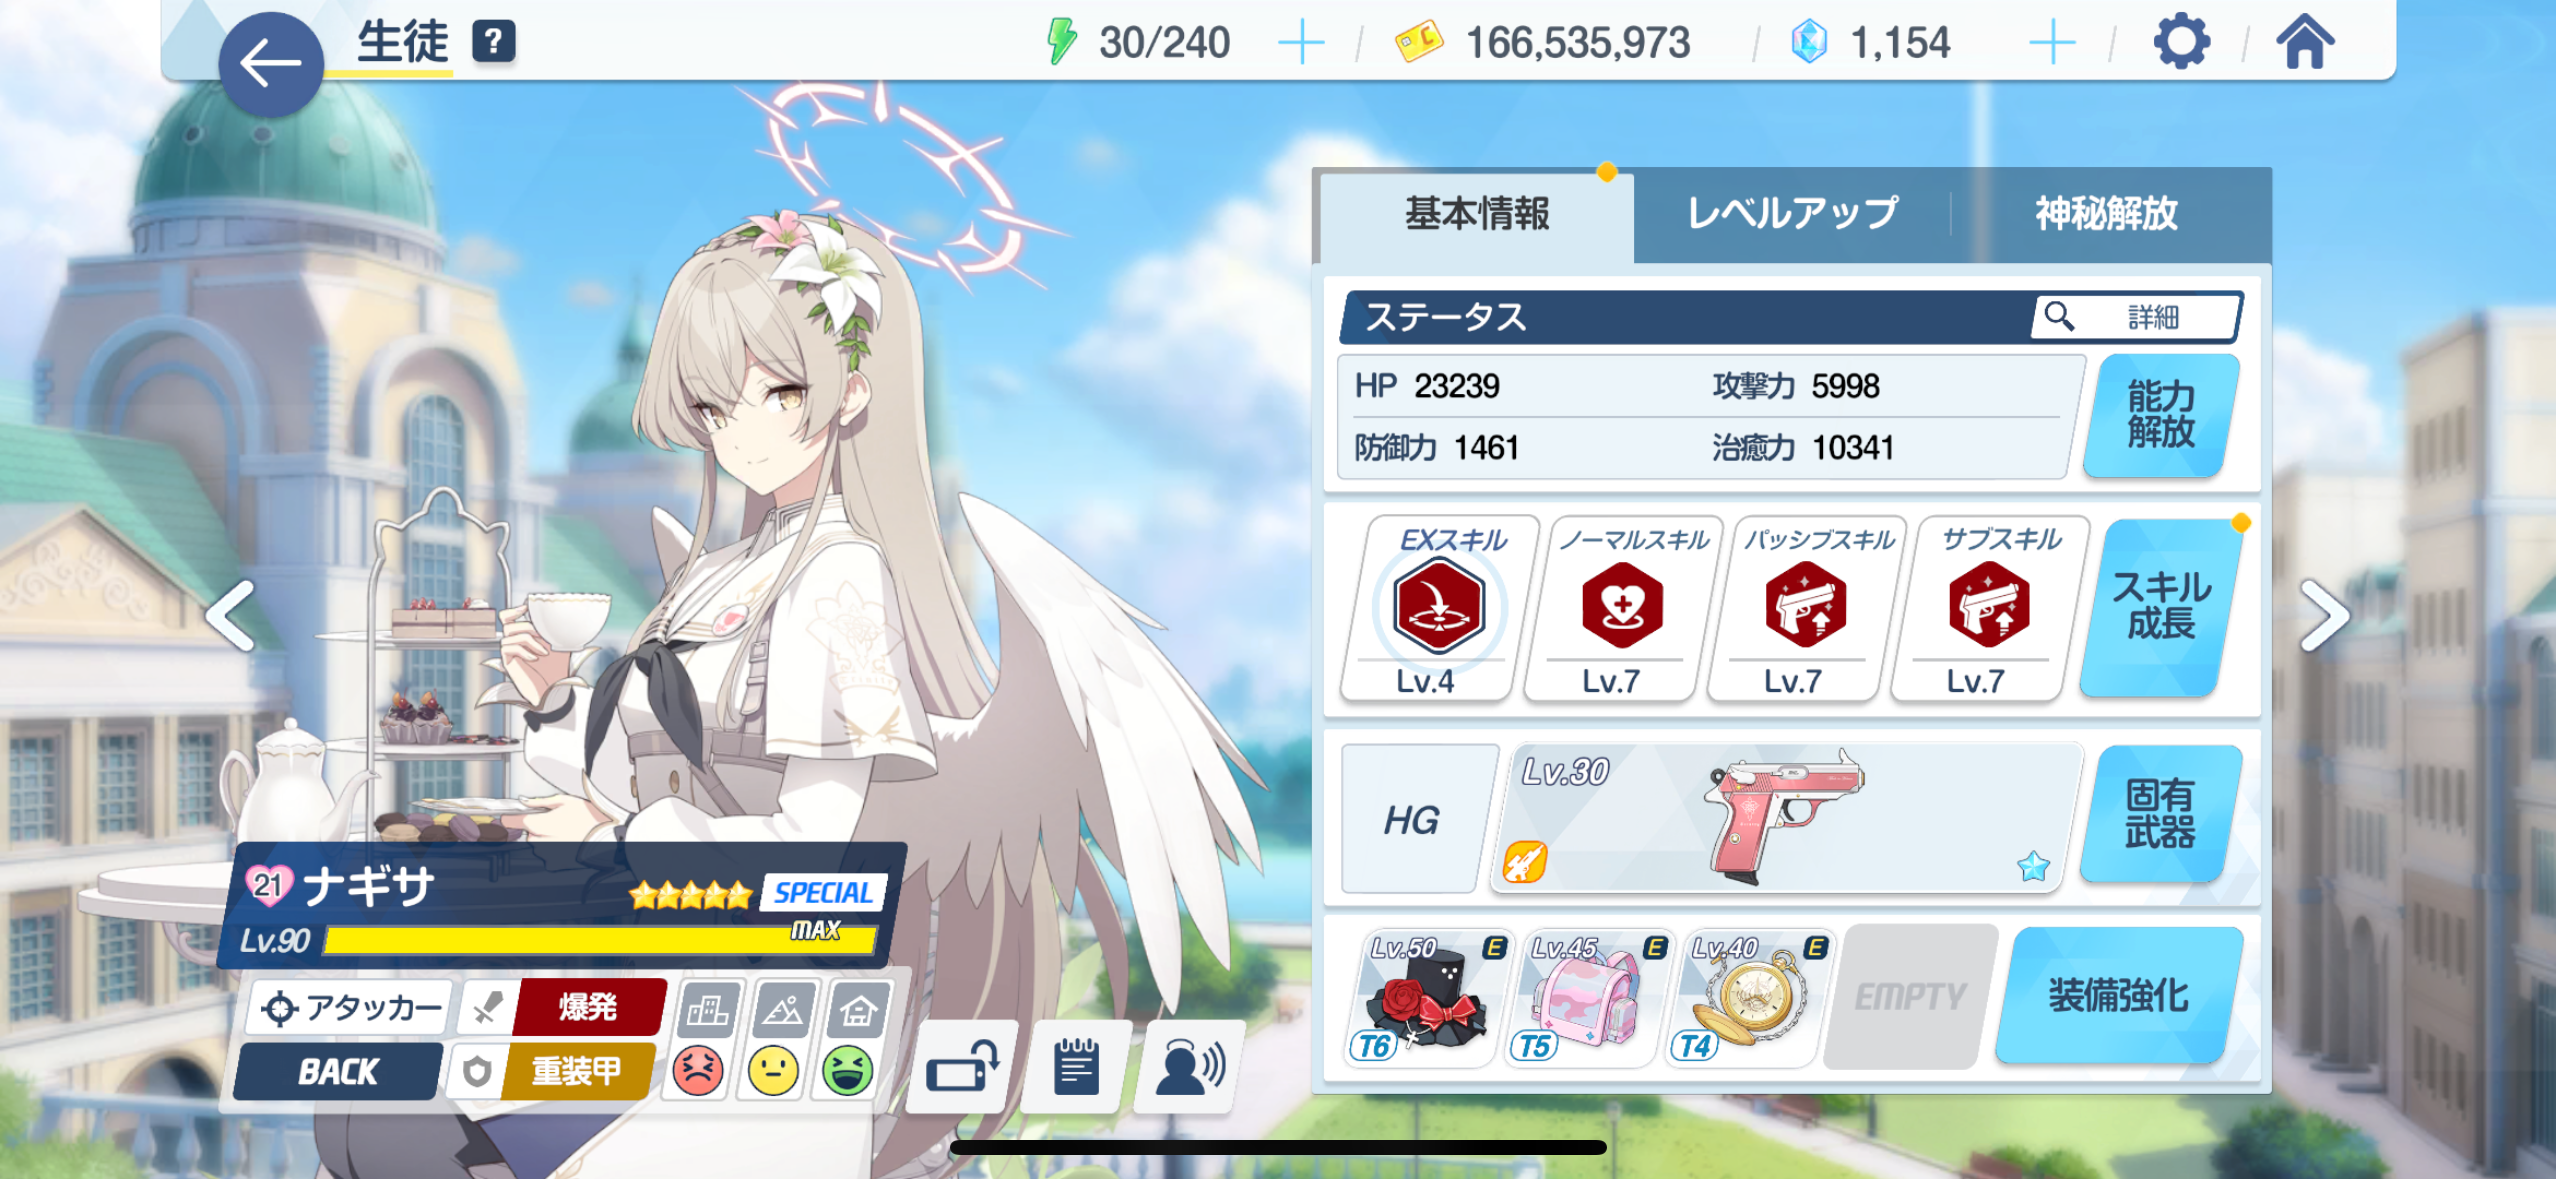 生徒 ?
30/240
166,535,973
1,154
基本情報
レベルアップ
神秘解放
ステータス
詳細
HP 23239
攻撃力 5998
防御力 1461
治癒力 10341
能力
解放
EXスキル
Lv.4
ノーマルスキル
Lv.7
パッシブスキル
Lv.7
サブスキル
Lv.7
スキル
成長
HG
Lv.30
固有
武器
Lv.50 E
T6
Lv.45 E
T5
Lv.40 E
T4
EMPTY
装備強化
21 ナギサ
SPECIAL
Lv.90
MAX
アタッカー
爆発
BACK
重装甲